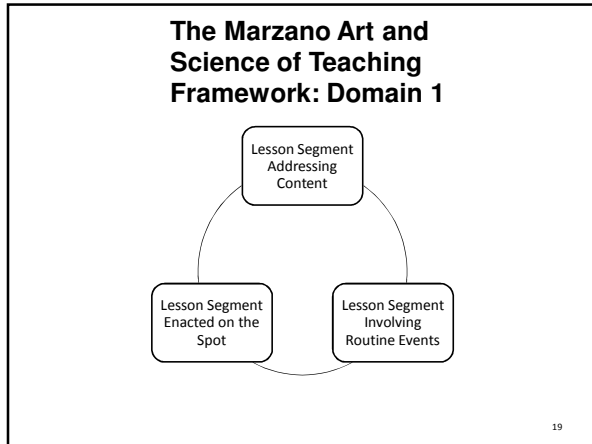 The Marzano Art and
Science of Teaching
Framework: Domain 1
Lesson Segment
Addressing
Content
Lesson Segment
Enacted on the
Spot
Lesson Segment
Involving
Routine Events
19